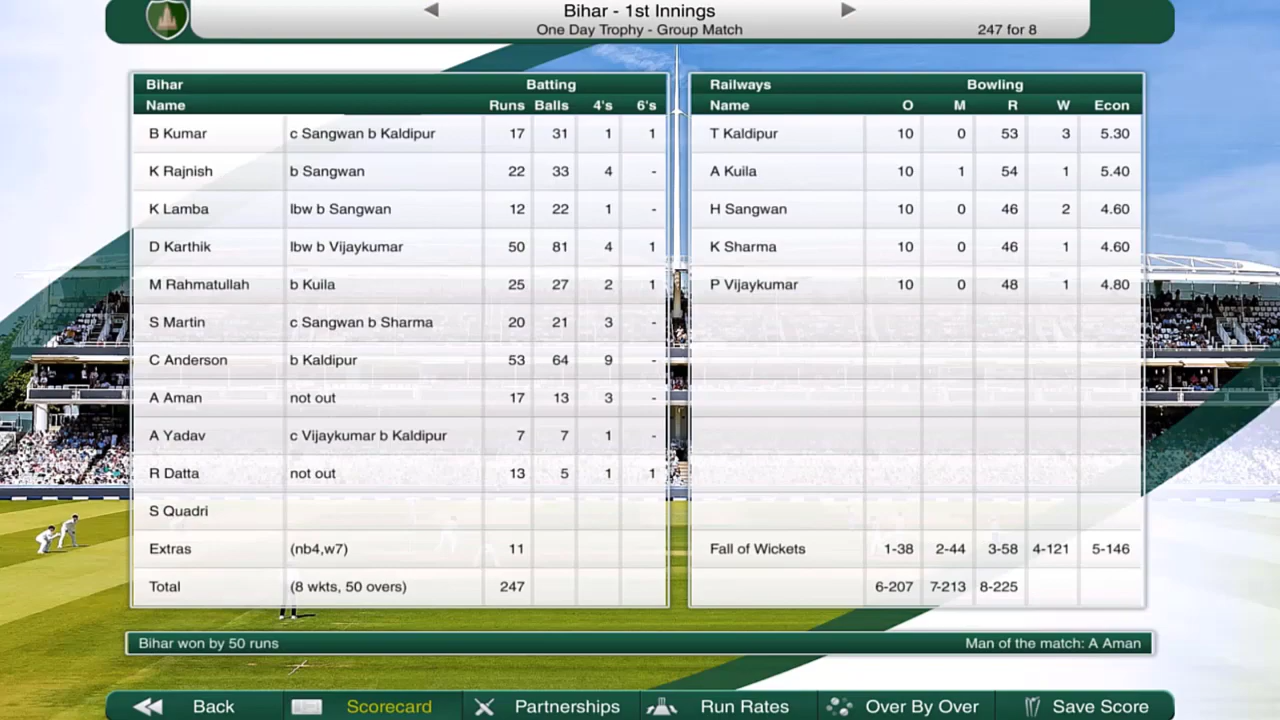 Bihar - 1st Innings
One Day Trophy - Group Match 247 for 8
Bihar Batting
Name Runs Balls 4's 6's
B Kumar c Sangwan b Kaldipur 17 31 1 1
K Rajnish b Sangwan 22 33 4 -
K Lamba lbw b Sangwan 12 22 1 -
D Karthik lbw b Vijaykumar 50 81 4 1
M Rahmatullah b Kuila 25 27 2 1
S Martin c Sangwan b Sharma 20 21 3 -
C Anderson b Kaldipur 53 64 9 -
A Aman not out 17 13 3 -
A Yadav c Vijaykumar b Kaldipur 7 7 1 -
R Datta not out 13 5 1 1
S Quadri
Extras (nb4,w7) 11
Total (8 wkts, 50 overs) 247
Railways Bowling
Name O M R W Econ
T Kaldipur 10 0 53 3 5.30
A Kuila 10 1 54 1 5.40
H Sangwan 10 0 46 2 4.60
K Sharma 10 0 46 1 4.60
P Vijaykumar 10 0 48 1 4.80
Fall of Wickets 1-38 2-44 3-58 4-121 5-146
6-207 7-213 8-225
Bihar won by 50 runs Man of the match: A Aman
Back Scorecard Partnerships Run Rates Over By Over Save Score